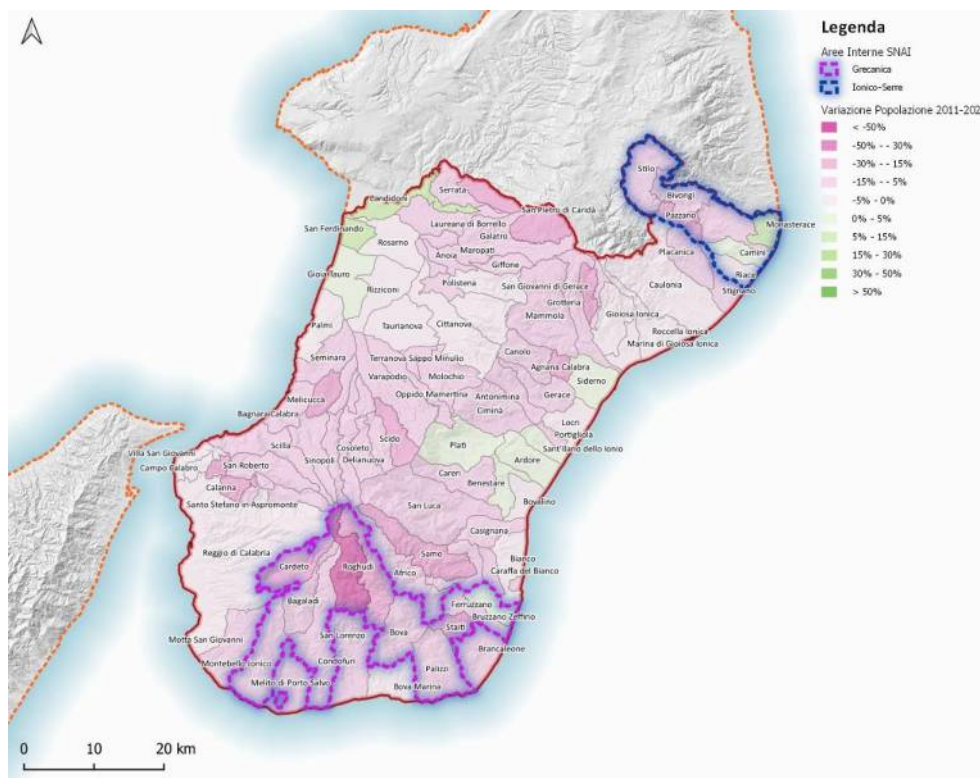 Legenda
Aree Interne SNAI
Grecanica
Ionico-Serre
Variazione Popolazione 2011-202
< -50%
-50% - -30%
-30% - -15%
-15% - -5%
-5% - 0%
0% - 5%
5% - 15%
15% - 30%
30% - 50%
> 50%
Stilo
Serrata
Bivongi
Candidoni
San Pietro di Caridà
Pazzano
Monasterace
San Ferdinando
Laureana di Borrello
Rosarno
Galatro
Maropati
Placanica
Camini
Anoia
Giffone
Riace
Gioia Tauro
Polistena
San Giovanni di Gerace
Caulonia
Rizziconi
Stignano
Grotteria
Mammola
Gioiosa Ionica
Palmi
Taurianova
Cittanova
Roccella Ionica
Marina di Gioiosa Ionica
Seminara
Terranova Sappo Minulio
Canolo
Agnana Calabra
Varapodio
Molochio
Siderno
Melicuccà
Oppido Mamertina
Antonimina
Gerace
Bagnara Calabra
Ciminà
Locri
Scido
Portigliola
Scilla
Cosoleto
Platì
Sant'Ilario dello Ionio
Villa San Giovanni
Sinopoli
Delianuova
Ardore
Campo Calabro
San Roberto
Careri
Calanna
Benestare
Santo Stefano in Aspromonte
San Luca
Bovalino
Casignana
Reggio di Calabria
Samo
Bianco
Cardeto
Roghudi
Africo
Caraffa del Bianco
Bagaladi
Ferruzzano
Staiti
Bruzzano Zeffirio
Motta San Giovanni
San Lorenzo
Bova
Brancaleone
Montebello Ionico
Condofuri
Palizzi
Melito di Porto Salvo
Bova Marina
0 10 20 km